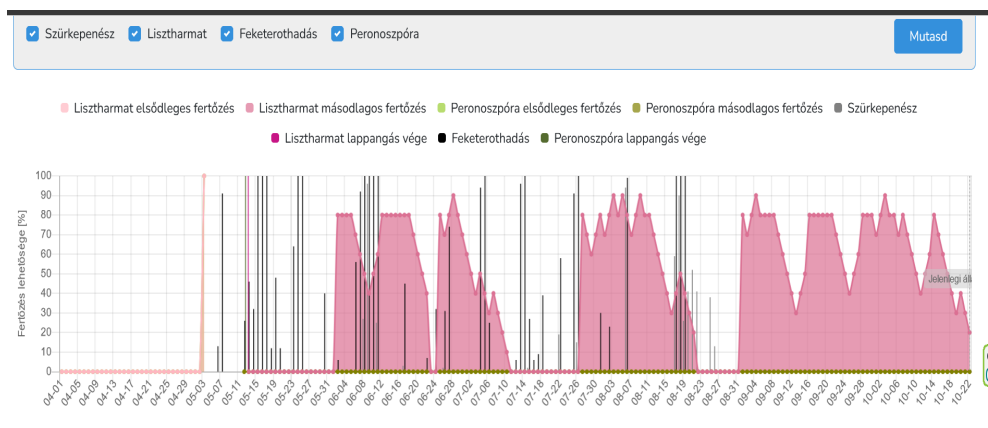 Szürkepenész Lisztharmat Feketerothadás Peronoszpóra Mutasd
Lisztharmat elsődleges fertőzés Lisztharmat másodlagos fertőzés Peronoszpóra elsődleges fertőzés Peronoszpóra másodlagos fertőzés Szürkepenész
Lisztharmat lappangás vége Feketerothadás Peronoszpóra lappangás vége
Fertőzés lehetősége [%]
100
90
80
70
60
50
40
30
20
10
0
Jelenlegi áll
04-01 04-05 04-09 04-13 04-17 04-21 04-25 04-29 05-03 05-07 05-11 05-15 05-19 05-23 05-27 05-31 06-04 06-08 06-12 06-16 06-20 06-24 06-28 07-02 07-06 07-10 07-14 07-18 07-22 07-26 07-30 08-03 08-07 08-11 08-15 08-19 08-23 08-27 08-31 09-04 09-08 09-12 09-16 09-20 09-24 09-28 10-02 10-06 10-10 10-14 10-18 10-22